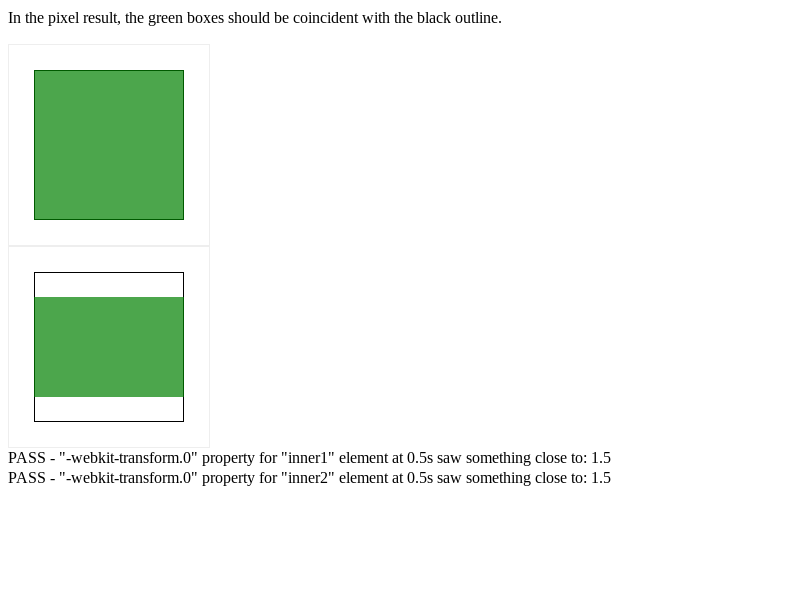 In the pixel result, the green boxes should be coincident with the black outline.
PASS - "-webkit-transform.0" property for "inner1" element at 0.5s saw something close to: 1.5
PASS - "-webkit-transform.0" property for "inner2" element at 0.5s saw something close to: 1.5